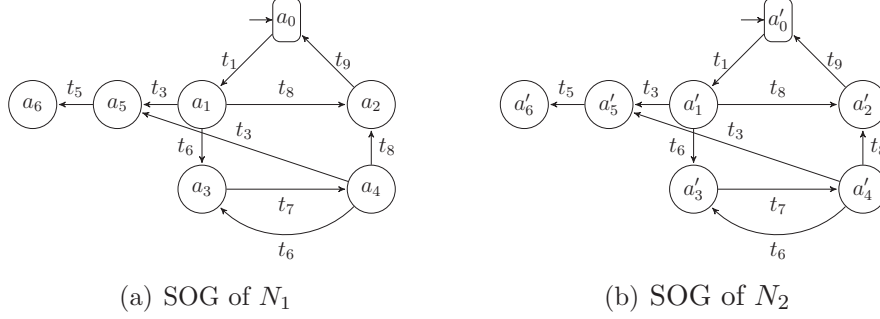 a₀ a′₀
t₁ t₉ t₁ t₉
t₅ t₃ t₈ t₅ t₃ t₈
a₆ a₅ a₁ a₂ a′₆ a′₅ a′₁ a′₂
t₃ t₃
t₆ t₈ t₆ t₈
a₃ a₄ a′₃ a′₄
t₇ t₇
t₆ t₆
(a) SOG of N₁ (b) SOG of N₂